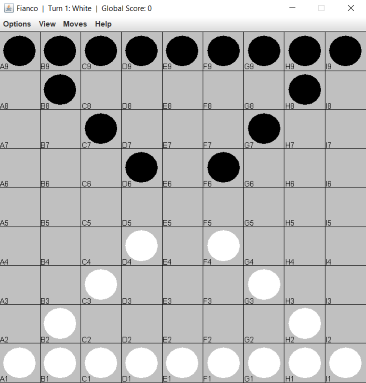 Fianco | Turn 1: White | Global Score: 0
Options View Moves Help
A9 B9 C9 D9 E9 F9 G9 H9 I9
A8 B8 C8 D8 E8 F8 G8 H8 I8
A7 B7 C7 D7 E7 F7 G7 H7 I7
A6 B6 C6 D6 E6 F6 G6 H6 I6
A5 B5 C5 D5 E5 F5 G5 H5 I5
A4 B4 C4 D4 E4 F4 G4 H4 I4
A3 B3 C3 D3 E3 F3 G3 H3 I3
A2 B2 C2 D2 E2 F2 G2 H2 I2
A1 B1 C1 D1 E1 F1 G1 H1 I1